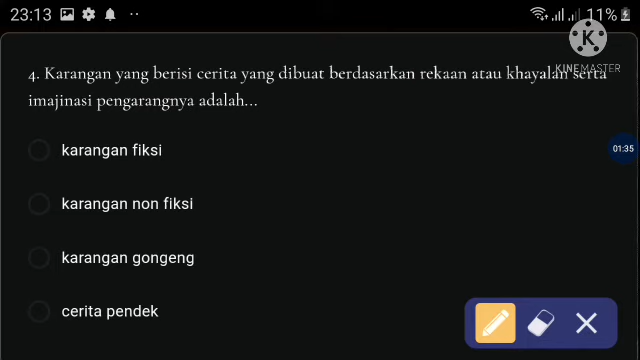 23:13 11%
K
KINEMASTER
4. Karangan yang berisi cerita yang dibuat berdasarkan rekaan atau khayalan serta
imajinasi pengarangnya adalah...
karangan fiksi
01:35
karangan non fiksi
karangan gongeng
cerita pendek